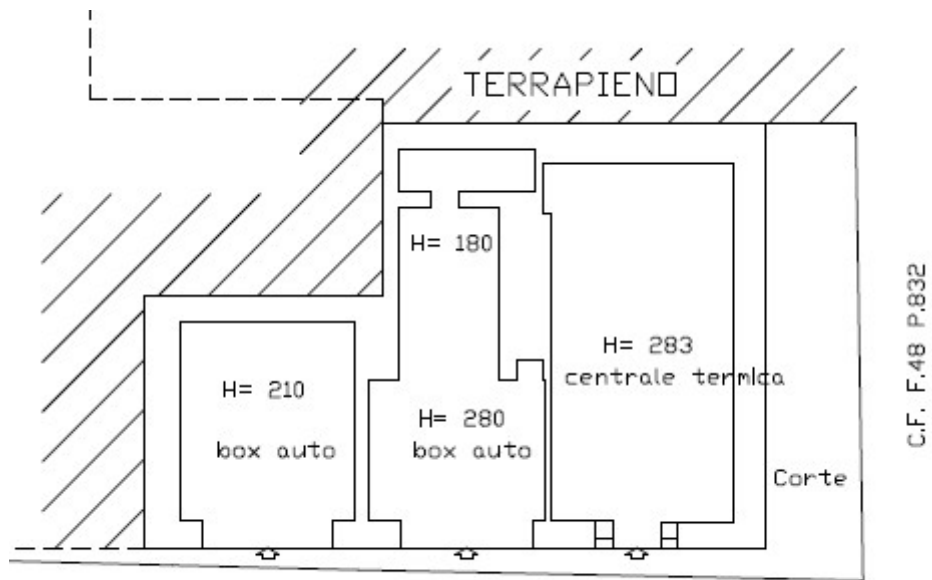 TERRAPIENO
H= 180
H= 283
centrale termica
H= 210
box auto
H= 280
box auto
Corte
C.F. F.48 P.832